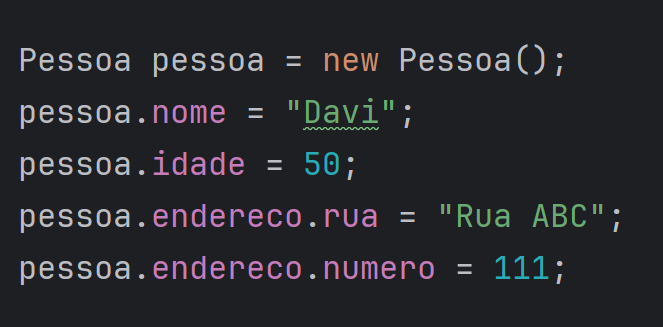 Pessoa pessoa = new Pessoa();
pessoa.nome = "Davi";
pessoa.idade = 50;
pessoa.endereco.rua = "Rua ABC";
pessoa.endereco.numero = 111;